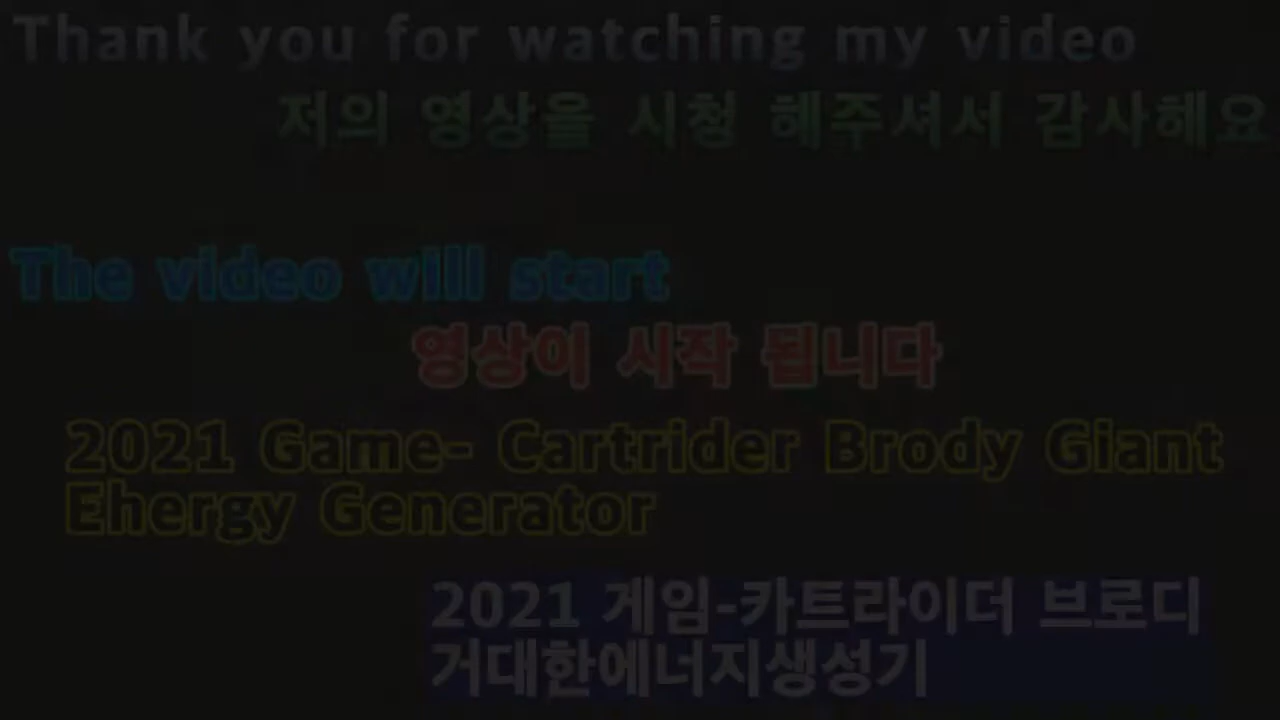 Thank you for watching my video
저의 영상을 시청 해주셔서 감사해요
The video will start
영상이 시작 됩니다
2021 Game- Cartrider Brody Giant
Ehergy Generator
2021 게임-카트라이더 브로디
거대한에너지생성기